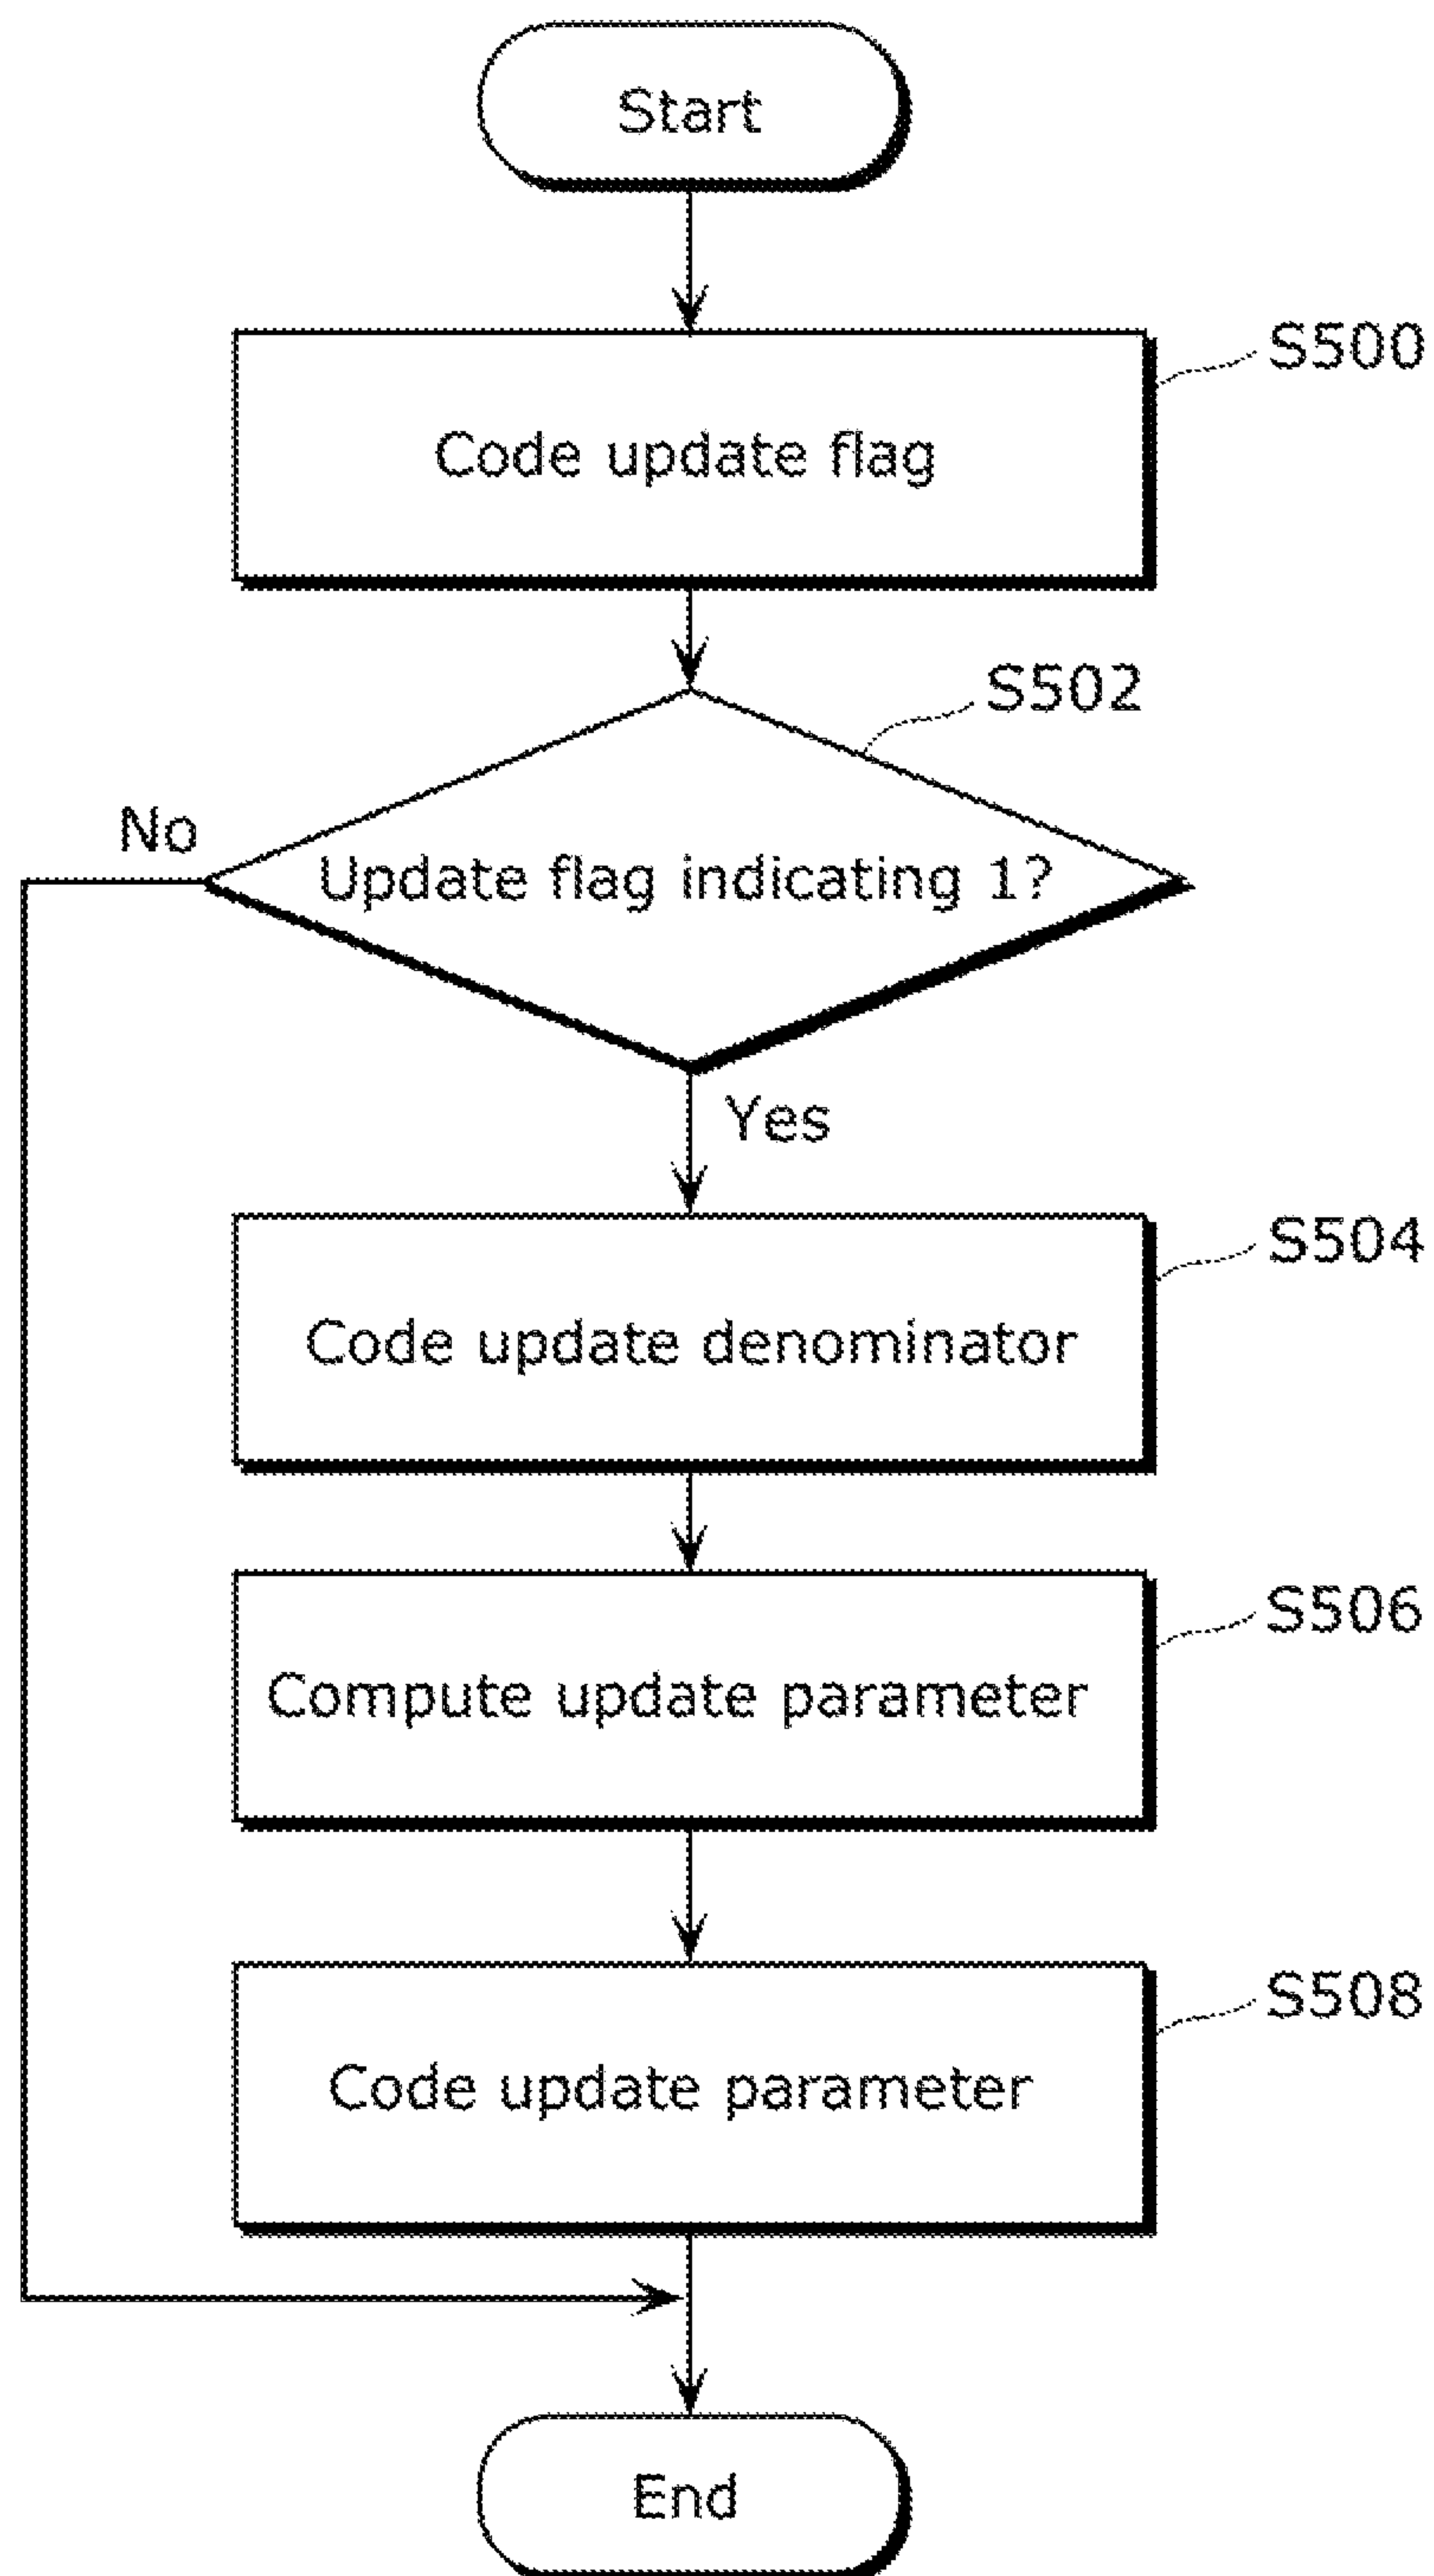 Start
S500
Code update flag
S502
No
Update flag indicating 1?
Yes
S504
Code update denominator
S506
Compute update parameter
S508
Code update parameter
End